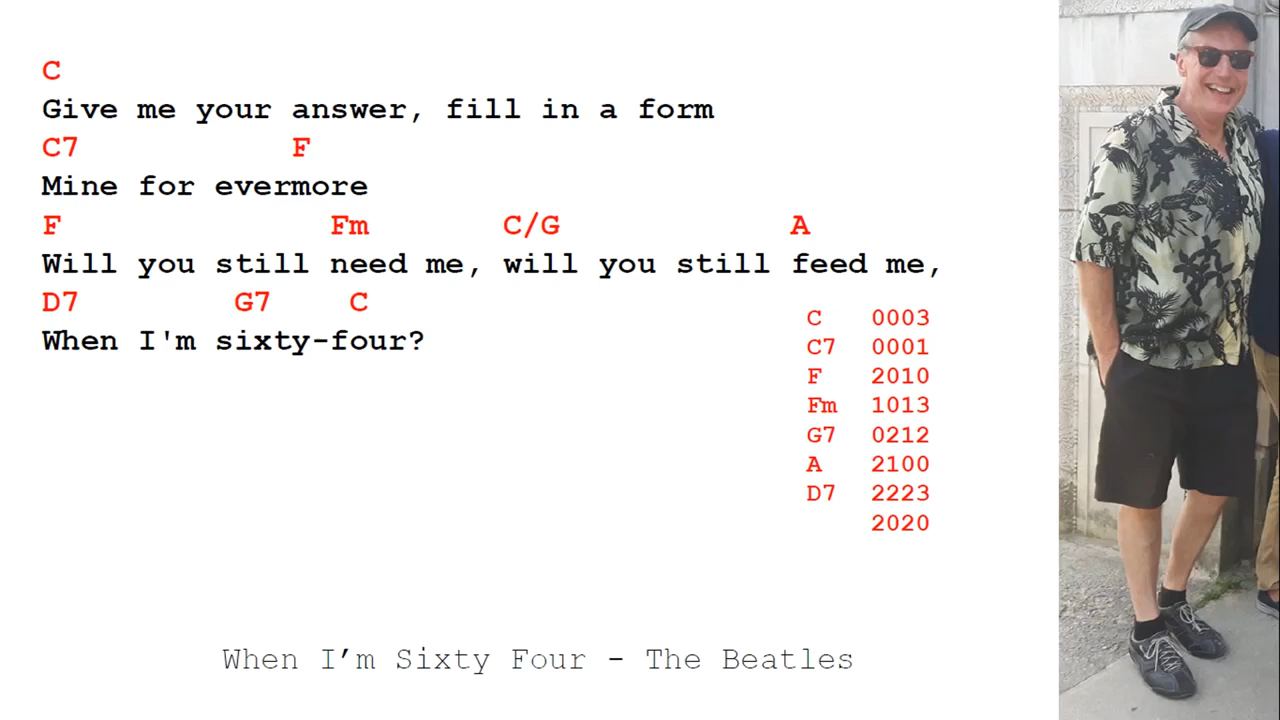 C
Give me your answer, fill in a form
C7 F
Mine for evermore
F Fm C/G A
Will you still need me, will you still feed me,
D7 G7 C
When I'm sixty-four?
C 0003
C7 0001
F 2010
Fm 1013
G7 0212
A 2100
D7 2223
2020
When I’m Sixty Four - The Beatles